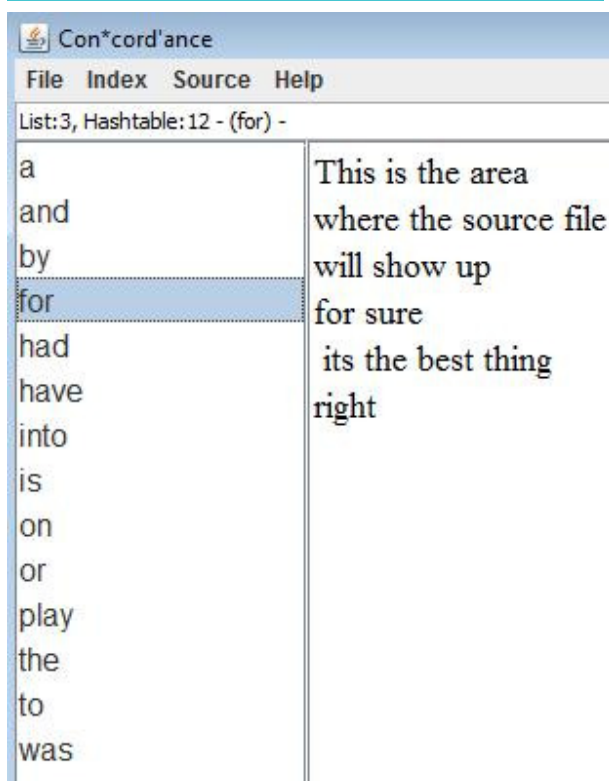 Con*cord'ance
File Index Source Help
List:3, Hashtable:12 - (for) -
a
and
by
for
had
have
into
is
on
or
play
the
to
was
This is the area
where the source file
will show up
for sure
its the best thing
right